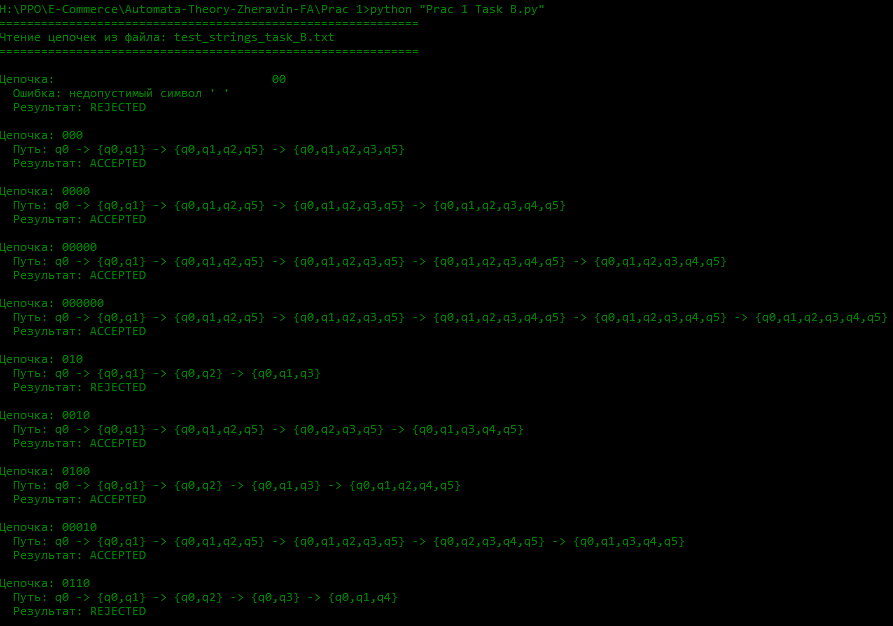 H:\PPO\E-Commerce\Automata-Theory-Zheravin-FA\Prac 1>python "Prac 1 Task B.py"
============================================================
Чтение цепочек из файла: test_strings_task_B.txt
============================================================
Цепочка:                               00
  Ошибка: недопустимый символ ' '
  Результат: REJECTED
Цепочка: 000
  Путь: q0 -> {q0,q1} -> {q0,q1,q2,q5} -> {q0,q1,q2,q3,q5}
  Результат: ACCEPTED
Цепочка: 0000
  Путь: q0 -> {q0,q1} -> {q0,q1,q2,q5} -> {q0,q1,q2,q3,q5} -> {q0,q1,q2,q3,q4,q5}
  Результат: ACCEPTED
Цепочка: 00000
  Путь: q0 -> {q0,q1} -> {q0,q1,q2,q5} -> {q0,q1,q2,q3,q5} -> {q0,q1,q2,q3,q4,q5} -> {q0,q1,q2,q3,q4,q5}
  Результат: ACCEPTED
Цепочка: 000000
  Путь: q0 -> {q0,q1} -> {q0,q1,q2,q5} -> {q0,q1,q2,q3,q5} -> {q0,q1,q2,q3,q4,q5} -> {q0,q1,q2,q3,q4,q5} -> {q0,q1,q2,q3,q4,q5}
  Результат: ACCEPTED
Цепочка: 010
  Путь: q0 -> {q0,q1} -> {q0,q2} -> {q0,q1,q3}
  Результат: REJECTED
Цепочка: 0010
  Путь: q0 -> {q0,q1} -> {q0,q1,q2,q5} -> {q0,q2,q3,q5} -> {q0,q1,q3,q4,q5}
  Результат: ACCEPTED
Цепочка: 0100
  Путь: q0 -> {q0,q1} -> {q0,q2} -> {q0,q1,q3} -> {q0,q1,q2,q4,q5}
  Результат: ACCEPTED
Цепочка: 00010
  Путь: q0 -> {q0,q1} -> {q0,q1,q2,q5} -> {q0,q1,q2,q3,q5} -> {q0,q2,q3,q4,q5} -> {q0,q1,q3,q4,q5}
  Результат: ACCEPTED
Цепочка: 0110
  Путь: q0 -> {q0,q1} -> {q0,q2} -> {q0,q3} -> {q0,q1,q4}
  Результат: REJECTED